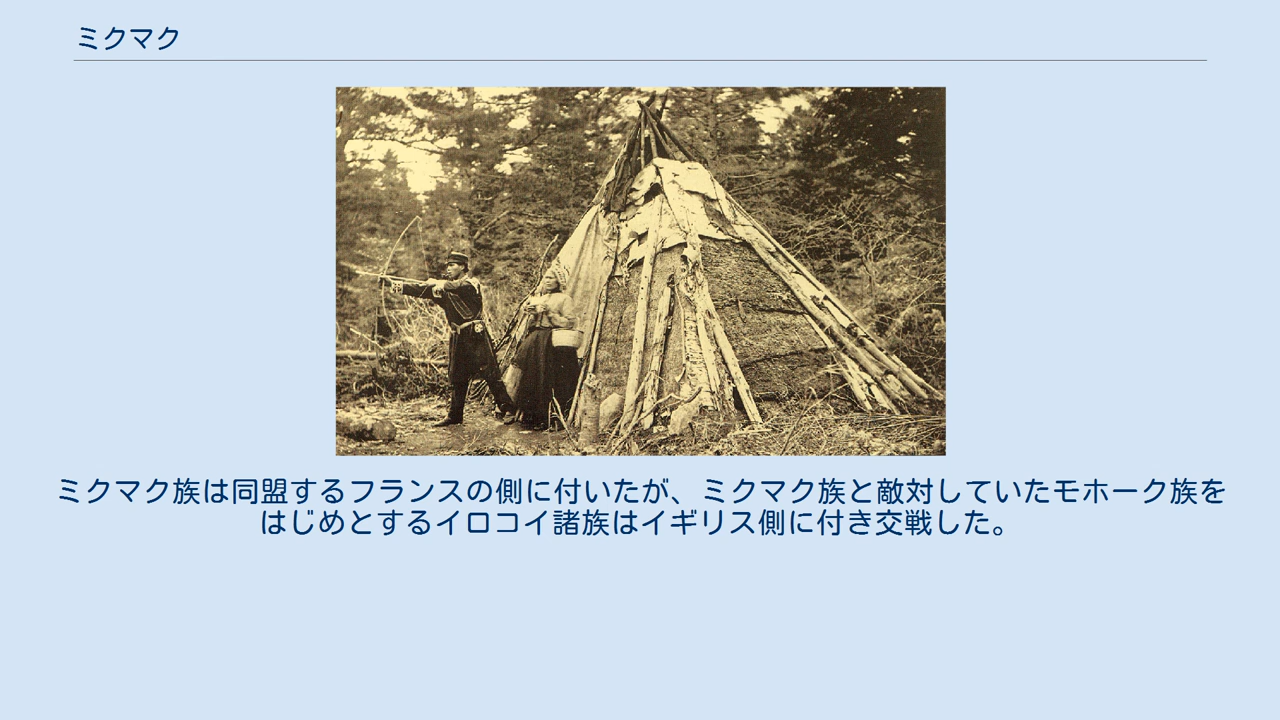 ミクマク
ミクマク族は同盟するフランスの側に付いたが、ミクマク族と敵対していたモホーク族を
はじめとするイロコイ諸族はイギリス側に付き交戦した。